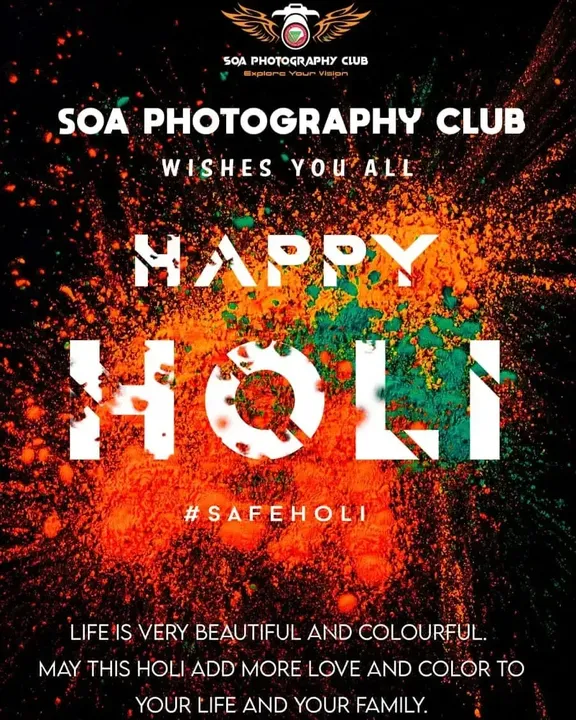 SOA PHOTOGRAPHY CLUB
Explore Your Vision
SOA PHOTOGRAPHY CLUB
WISHES YOU ALL
HAPPY
HOLI
#SAFEHOLI
LIFE IS VERY BEAUTIFUL AND COLOURFUL.
MAY THIS HOLI ADD MORE LOVE AND COLOR TO
YOUR LIFE AND YOUR FAMILY.